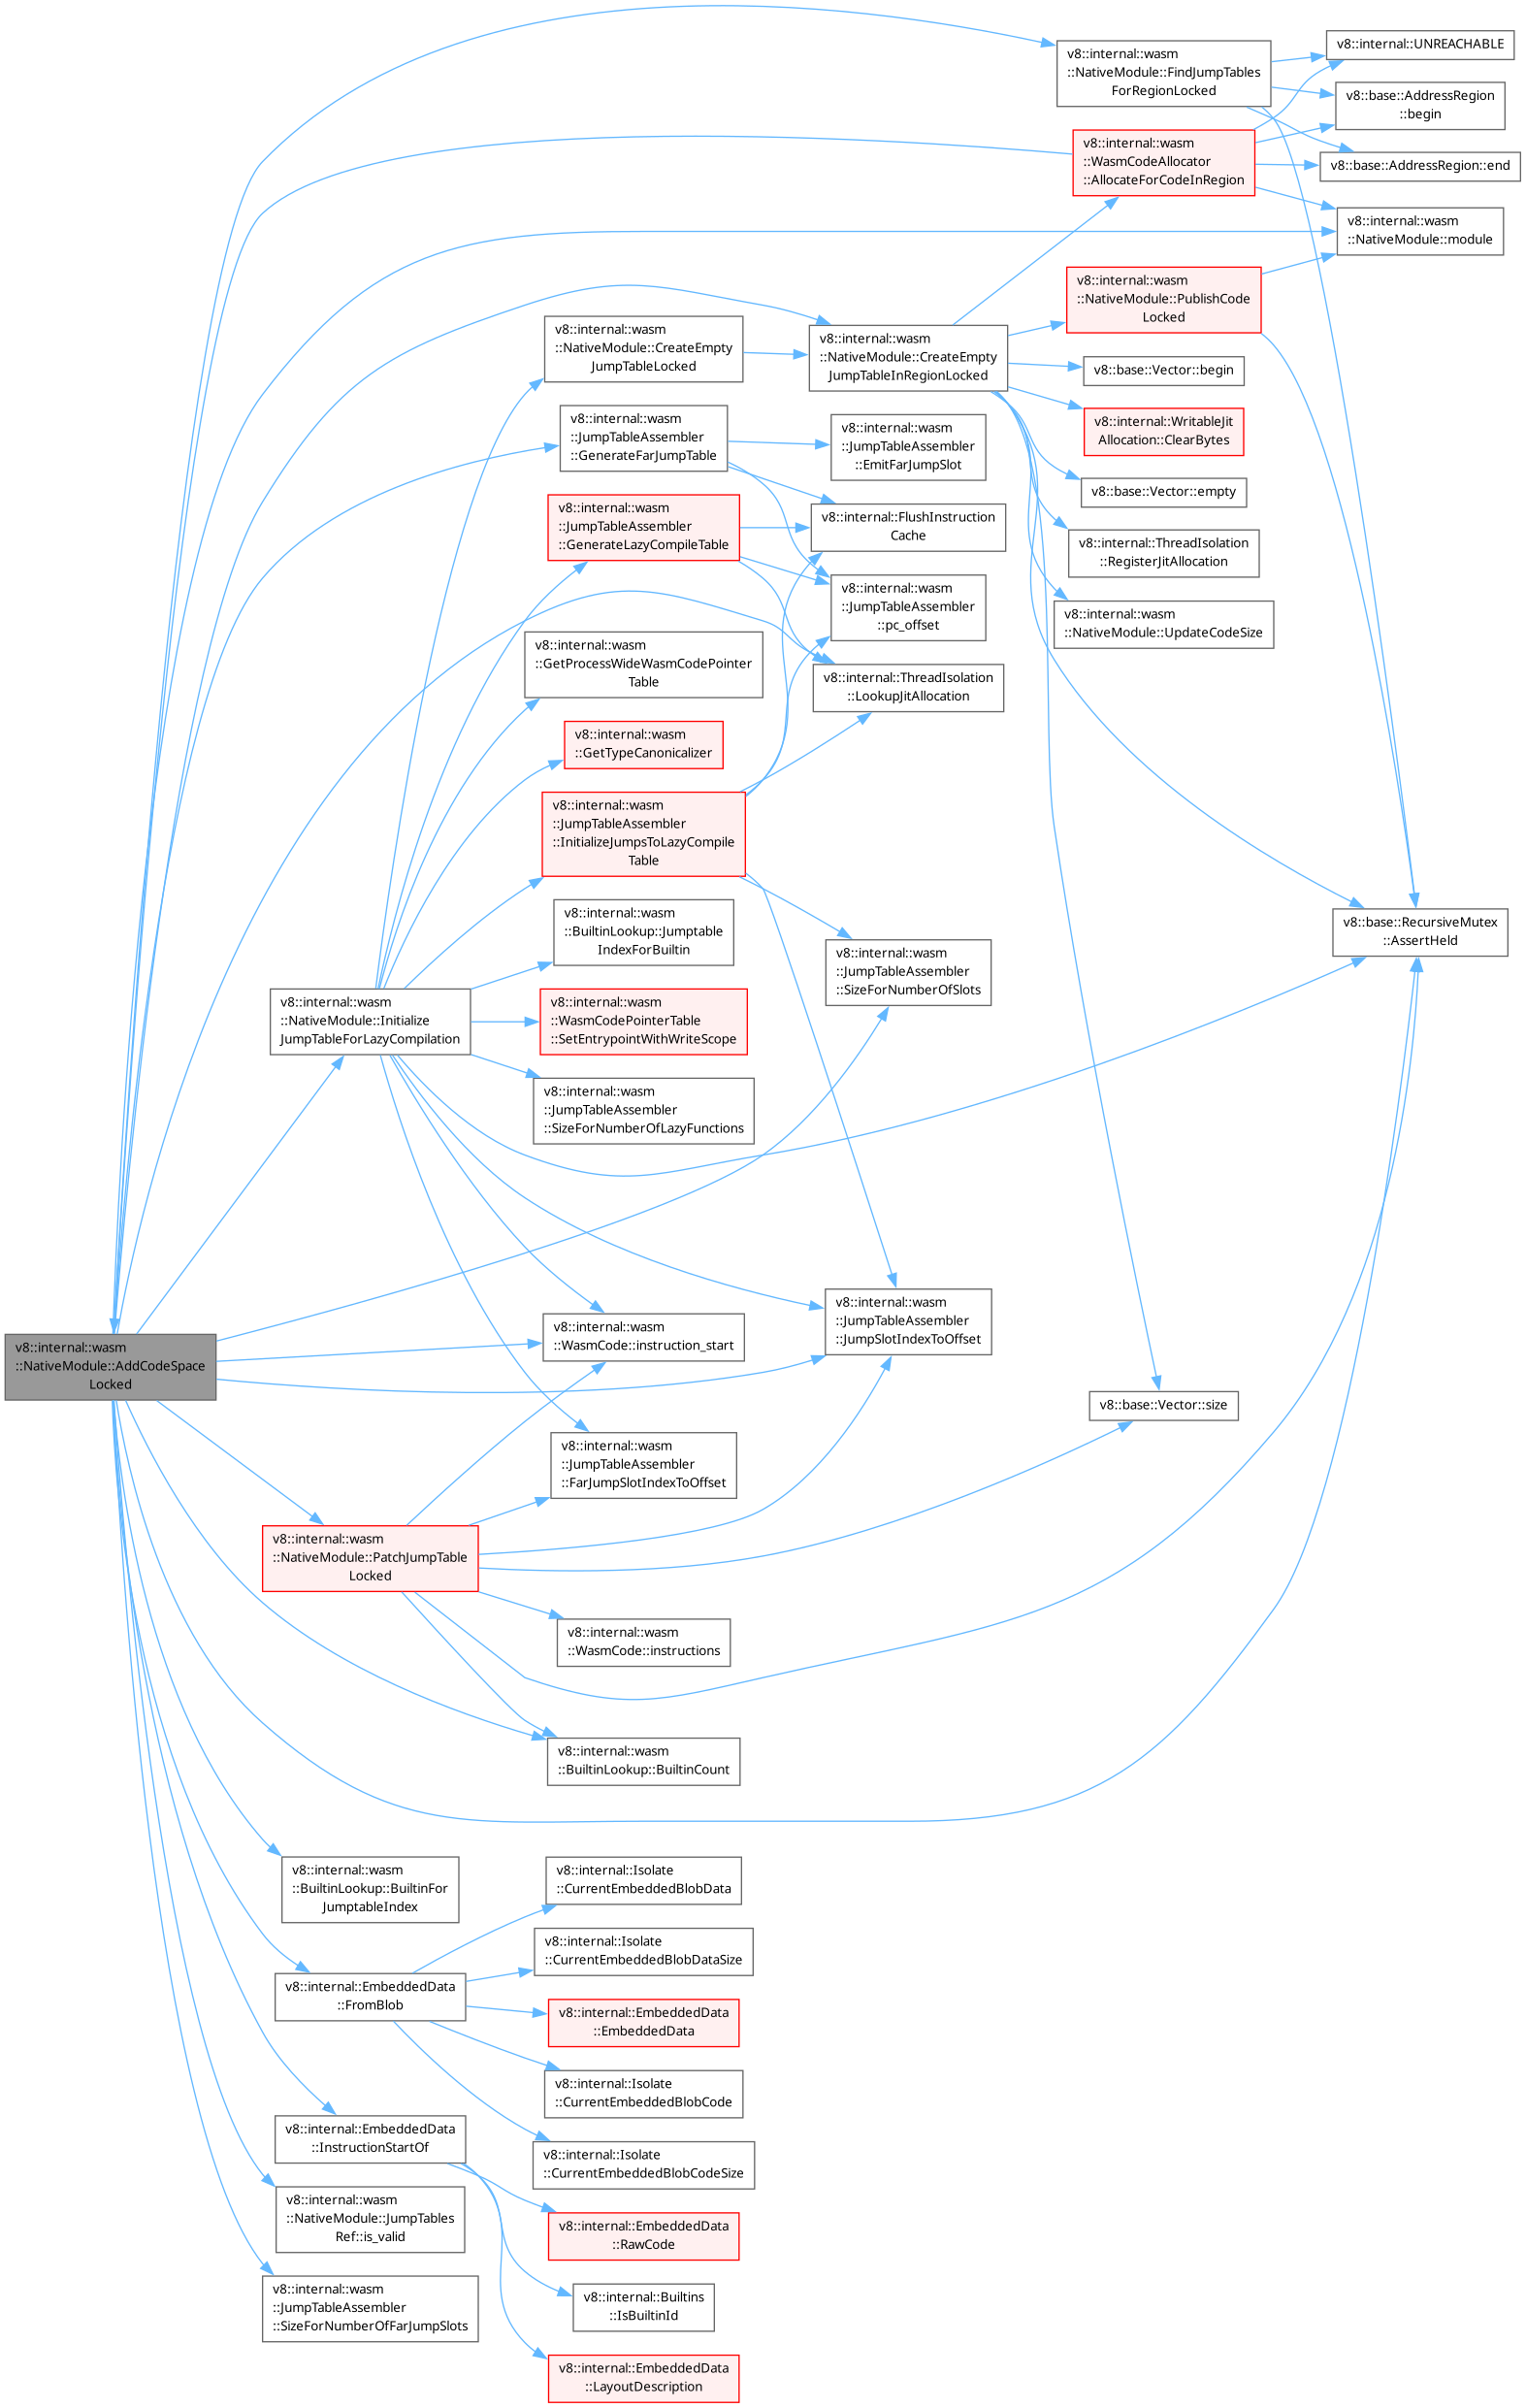 v8::internal::wasm
::NativeModule::AddCodeSpace
Locked
v8::internal::wasm
::NativeModule::Initialize
JumpTableForLazyCompilation
v8::internal::wasm
::NativeModule::PatchJumpTable
Locked
v8::internal::wasm
::BuiltinLookup::BuiltinFor
JumptableIndex
v8::internal::EmbeddedData
::FromBlob
v8::internal::EmbeddedData
::InstructionStartOf
v8::internal::wasm
::NativeModule::JumpTables
Ref::is_valid
v8::internal::wasm
::JumpTableAssembler
::SizeForNumberOfFarJumpSlots
v8::internal::wasm
::NativeModule::CreateEmpty
JumpTableLocked
v8::internal::wasm
::JumpTableAssembler
::GenerateFarJumpTable
v8::internal::wasm
::JumpTableAssembler
::GenerateLazyCompileTable
v8::internal::wasm
::GetProcessWideWasmCodePointer
Table
v8::internal::wasm
::GetTypeCanonicalizer
v8::internal::wasm
::JumpTableAssembler
::InitializeJumpsToLazyCompile
Table
v8::internal::wasm
::BuiltinLookup::Jumptable
IndexForBuiltin
v8::internal::wasm
::WasmCodePointerTable
::SetEntrypointWithWriteScope
v8::internal::wasm
::JumpTableAssembler
::SizeForNumberOfLazyFunctions
v8::internal::wasm
::WasmCode::instruction_start
v8::internal::wasm
::JumpTableAssembler
::FarJumpSlotIndexToOffset
v8::internal::wasm
::WasmCode::instructions
v8::internal::wasm
::BuiltinLookup::BuiltinCount
v8::internal::Isolate
::CurrentEmbeddedBlobData
v8::internal::Isolate
::CurrentEmbeddedBlobDataSize
v8::internal::EmbeddedData
::EmbeddedData
v8::internal::Isolate
::CurrentEmbeddedBlobCode
v8::internal::Isolate
::CurrentEmbeddedBlobCodeSize
v8::internal::EmbeddedData
::RawCode
v8::internal::Builtins
::IsBuiltinId
v8::internal::EmbeddedData
::LayoutDescription
v8::internal::wasm
::NativeModule::CreateEmpty
JumpTableInRegionLocked
v8::internal::wasm
::JumpTableAssembler
::EmitFarJumpSlot
v8::internal::FlushInstruction
Cache
v8::internal::wasm
::JumpTableAssembler
::pc_offset
v8::internal::ThreadIsolation
::LookupJitAllocation
v8::internal::wasm
::JumpTableAssembler
::SizeForNumberOfSlots
v8::internal::wasm
::JumpTableAssembler
::JumpSlotIndexToOffset
v8::internal::wasm
::NativeModule::FindJumpTables
ForRegionLocked
v8::internal::wasm
::WasmCodeAllocator
::AllocateForCodeInRegion
v8::internal::wasm
::NativeModule::PublishCode
Locked
v8::base::Vector::begin
v8::internal::WritableJit
Allocation::ClearBytes
v8::base::Vector::empty
v8::internal::ThreadIsolation
::RegisterJitAllocation
v8::internal::wasm
::NativeModule::UpdateCodeSize
v8::base::Vector::size
v8::internal::UNREACHABLE
v8::base::AddressRegion
::begin
v8::base::AddressRegion::end
v8::internal::wasm
::NativeModule::module
v8::base::RecursiveMutex
::AssertHeld